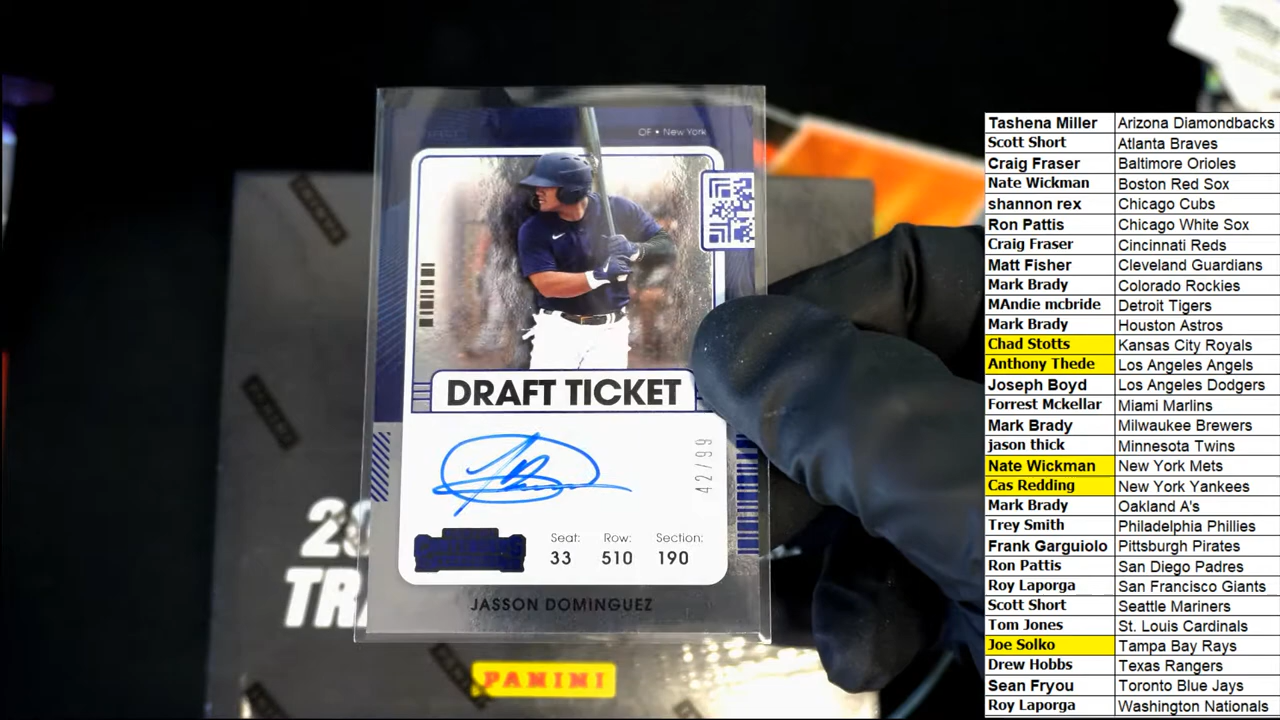 OF • New York
DRAFT TICKET
42/99
Seat: Row: Section:
33 510 190
JASSON DOMINGUEZ
PANINI
Tashena Miller Arizona Diamondbacks
Scott Short Atlanta Braves
Craig Fraser Baltimore Orioles
Nate Wickman Boston Red Sox
shannon rex Chicago Cubs
Ron Pattis Chicago White Sox
Craig Fraser Cincinnati Reds
Matt Fisher Cleveland Guardians
Mark Brady Colorado Rockies
MAndie mcbride Detroit Tigers
Mark Brady Houston Astros
Chad Stotts Kansas City Royals
Anthony Thede Los Angeles Angels
Joseph Boyd Los Angeles Dodgers
Forrest Mckellar Miami Marlins
Mark Brady Milwaukee Brewers
jason thick Minnesota Twins
Nate Wickman New York Mets
Cas Redding New York Yankees
Mark Brady Oakland A's
Trey Smith Philadelphia Phillies
Frank Garguiolo Pittsburgh Pirates
Ron Pattis San Diego Padres
Roy Laporga San Francisco Giants
Scott Short Seattle Mariners
Tom Jones St. Louis Cardinals
Joe Solko Tampa Bay Rays
Drew Hobbs Texas Rangers
Sean Fryou Toronto Blue Jays
Roy Laporga Washington Nationals